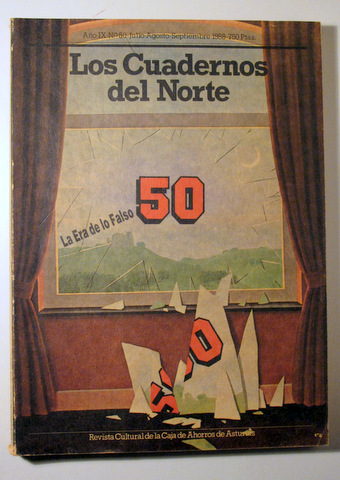 Año IX-Nº 50, Julio-Agosto-Septiembre 1988-750 Ptas.
Los Cuadernos
del Norte
50
La Era de lo Falso
50
Revista Cultural de la Caja de Ahorros de Asturias